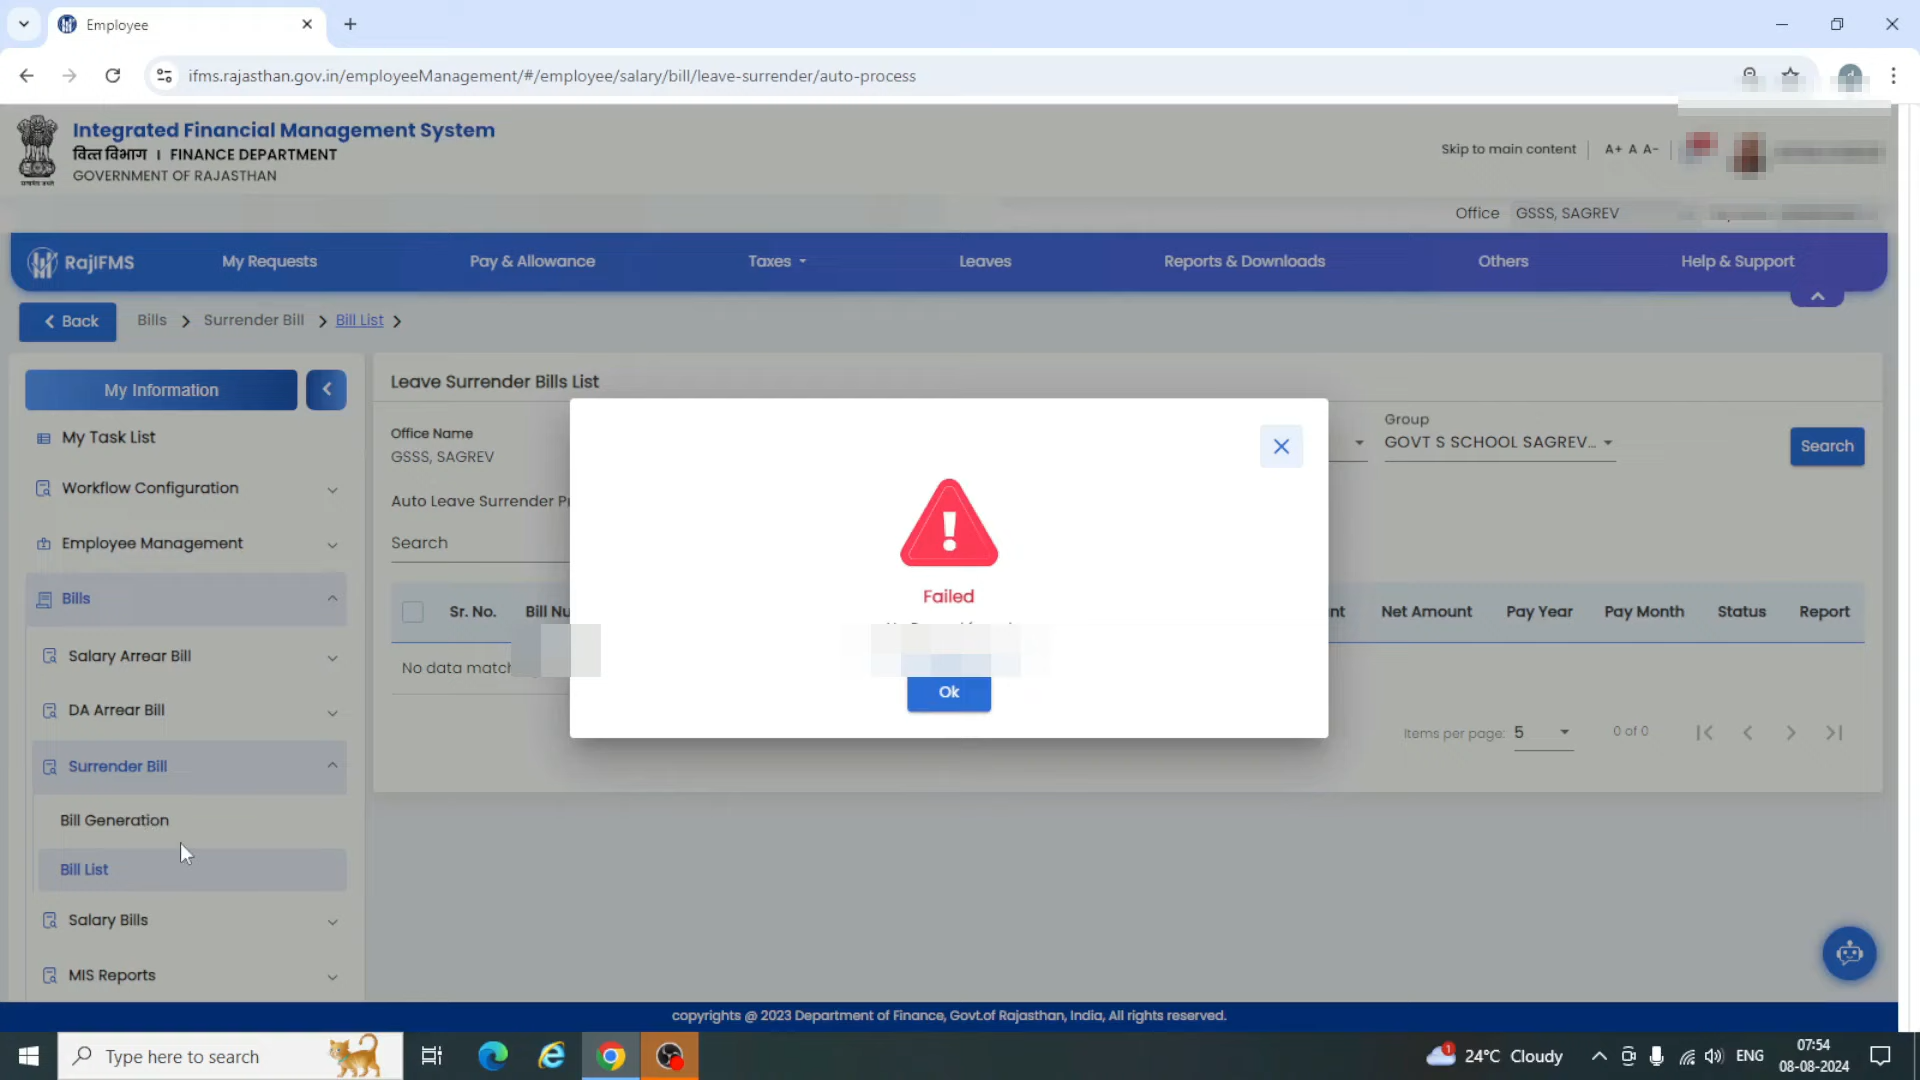 Employee
ifms.rajasthan.gov.in/employeeManagement/#/employee/salary/bill/leave-surrender/auto-process
Integrated Financial Management System
वित्त विभाग | FINANCE DEPARTMENT
GOVERNMENT OF RAJASTHAN
Skip to main content A+ A A-
Office GSSS, SAGREV
RajIFMS My Requests Pay & Allowance Taxes Leaves Reports & Downloads Others Help & Support
Back Bills Surrender Bill Bill List
My Information
My Task List
Workflow Configuration
Employee Management
Bills
Salary Arrear Bill
DA Arrear Bill
Surrender Bill
Bill Generation
Bill List
Salary Bills
MIS Reports
Leave Surrender Bills List
Office Name
GSSS, SAGREV
Group
GOVT S SCHOOL SAGREV...
Search
Auto Leave Surrender
Search
Sr. No. Bill Net Amount Pay Year Pay Month Status Report
No data
Items per page: 5 0 of 0
Failed
Ok
copyrights @ 2023 Department of Finance, Govt.of Rajasthan, India, All rights reserved.
Type here to search
1
24°C Cloudy
ENG
07:54
08-08-2024